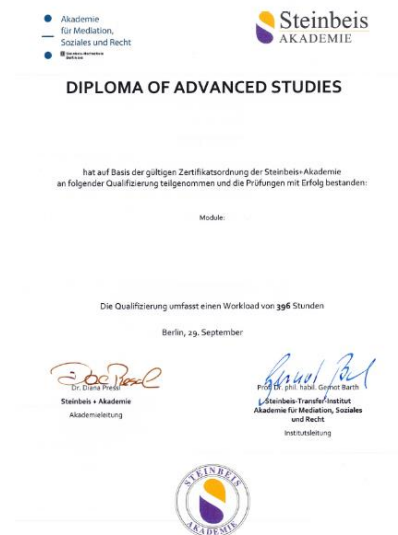 Akademie
für Mediation,
Soziales und Recht
Steinbeis
AKADEMIE
DIPLOMA OF ADVANCED STUDIES
hat auf Basis der gültigen Zertifikatsordnung der Steinbeis+Akademie
an folgender Qualifizierung teilgenommen und die Prüfungen mit Erfolg bestanden:
Module:
Die Qualifizierung umfasst einen Workload von 396 Stunden
Berlin, 29. September
Dr. Diana Pressl
Steinbeis + Akademie
Akademieleitung
Prof. Dr. phil. habil. Gernot Barth
Steinbeis-Transfer-Institut
Akademie für Mediation, Soziales
und Recht
Institutsleitung
STEINBEIS
AKADEMIE